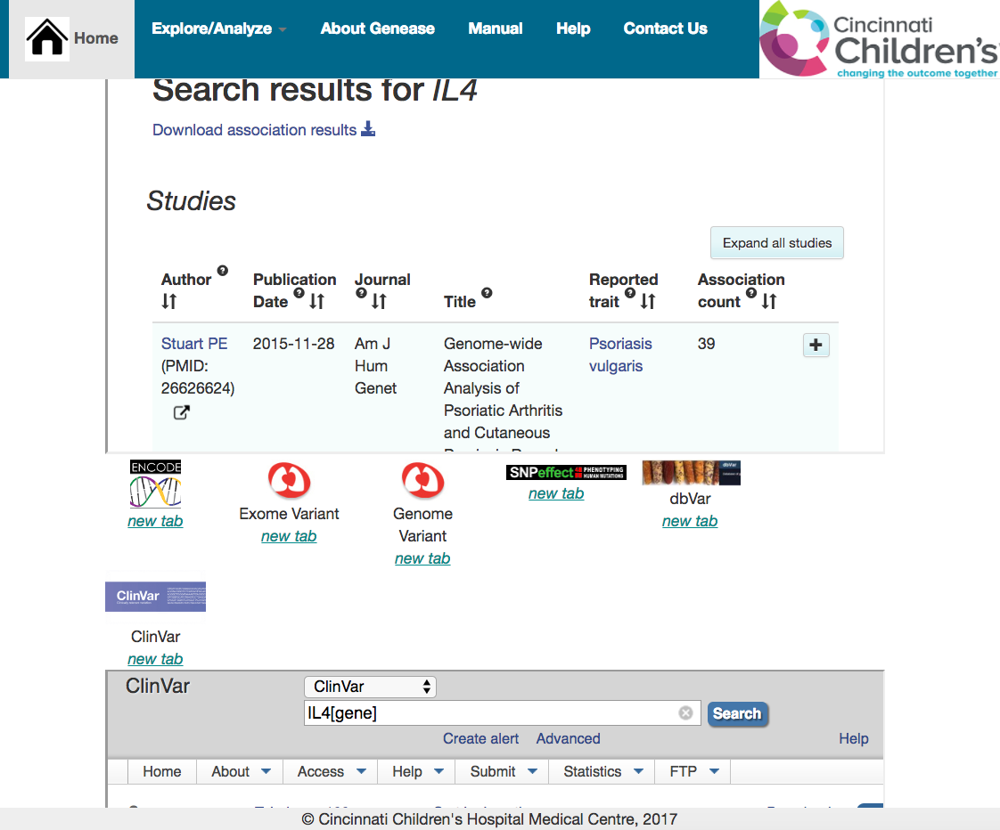 Home
Explore/Analyze
About Genease
Manual
Help
Contact Us
Cincinnati
Children's
changing the outcome together
Search results for IL4
Download association results
Studies
Expand all studies
Author
Publication
Date
Journal
Title
Reported
trait
Association
count
Stuart PE
(PMID:
26626624)
2015-11-28
Am J
Hum
Genet
Genome-wide
Association
Analysis of
Psoriatic Arthritis
and Cutaneous
Psoriasis
vulgaris
39
ENCODE
new tab
Exome Variant
new tab
Genome
Variant
new tab
SNPeffect
PHENOTYPING
HUMAN MUTATIONS
new tab
dbVar
dbVar
new tab
ClinVar
ClinVar
new tab
ClinVar
ClinVar
IL4[gene]
Search
Create alert
Advanced
Help
Home
About
Access
Help
Submit
Statistics
FTP
© Cincinnati Children's Hospital Medical Centre, 2017